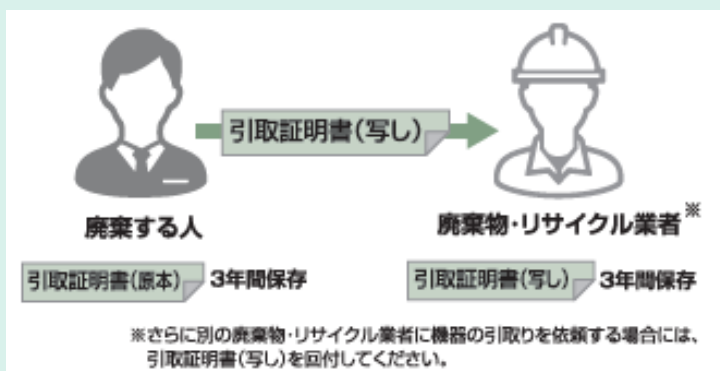 引取証明書(写し)
廃棄する人
廃棄物・リサイクル業者※
引取証明書(原本) 3年間保存
引取証明書(写し) 3年間保存
※さらに別の廃棄物・リサイクル業者に機器の引取りを依頼する場合には、
引取証明書(写し)を回付してください。